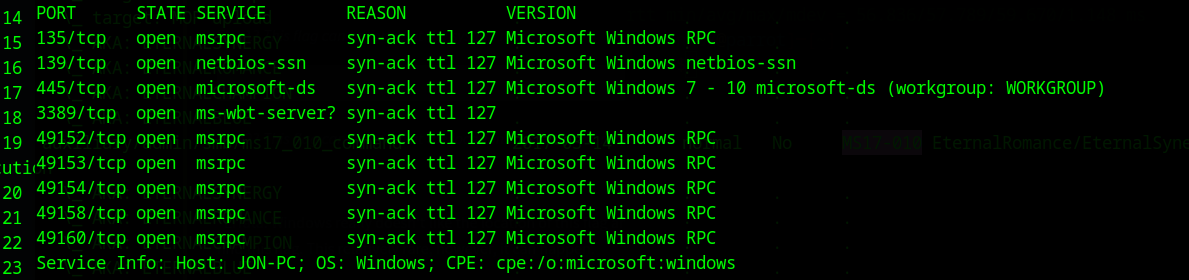 14 PORT STATE SERVICE REASON VERSION
15 135/tcp open msrpc syn-ack ttl 127 Microsoft Windows RPC
16 139/tcp open netbios-ssn syn-ack ttl 127 Microsoft Windows netbios-ssn
17 445/tcp open microsoft-ds syn-ack ttl 127 Microsoft Windows 7 - 10 microsoft-ds (workgroup: WORKGROUP)
18 3389/tcp open ms-wbt-server? syn-ack ttl 127
19 49152/tcp open msrpc syn-ack ttl 127 Microsoft Windows RPC
49153/tcp open msrpc syn-ack ttl 127 Microsoft Windows RPC
20 49154/tcp open msrpc syn-ack ttl 127 Microsoft Windows RPC
21 49158/tcp open msrpc syn-ack ttl 127 Microsoft Windows RPC
22 49160/tcp open msrpc syn-ack ttl 127 Microsoft Windows RPC
23 Service Info: Host: JON-PC; OS: Windows; CPE: cpe:/o:microsoft:windows